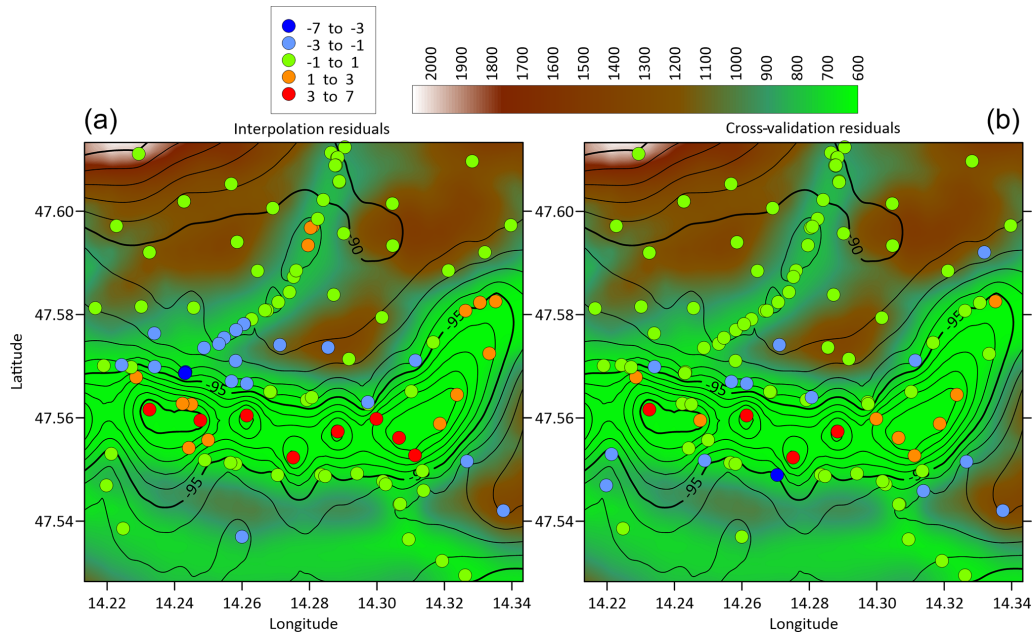 -7 to -3
-3 to -1
-1 to 1
1 to 3
3 to 7
2000 1900 1800 1700 1600 1500 1400 1300 1200 1100 1000 900 800 700 600
(a) Interpolation residuals
Cross-validation residuals (b)
47.60
47.58
47.56
47.54
Latitude
-90
-95
-95
-95
-90
-95
-95
-95
47.60
47.58
47.56
47.54
14.22 14.24 14.26 14.28 14.30 14.32 14.34
14.22 14.24 14.26 14.28 14.30 14.32 14.34
Longitude
Longitude